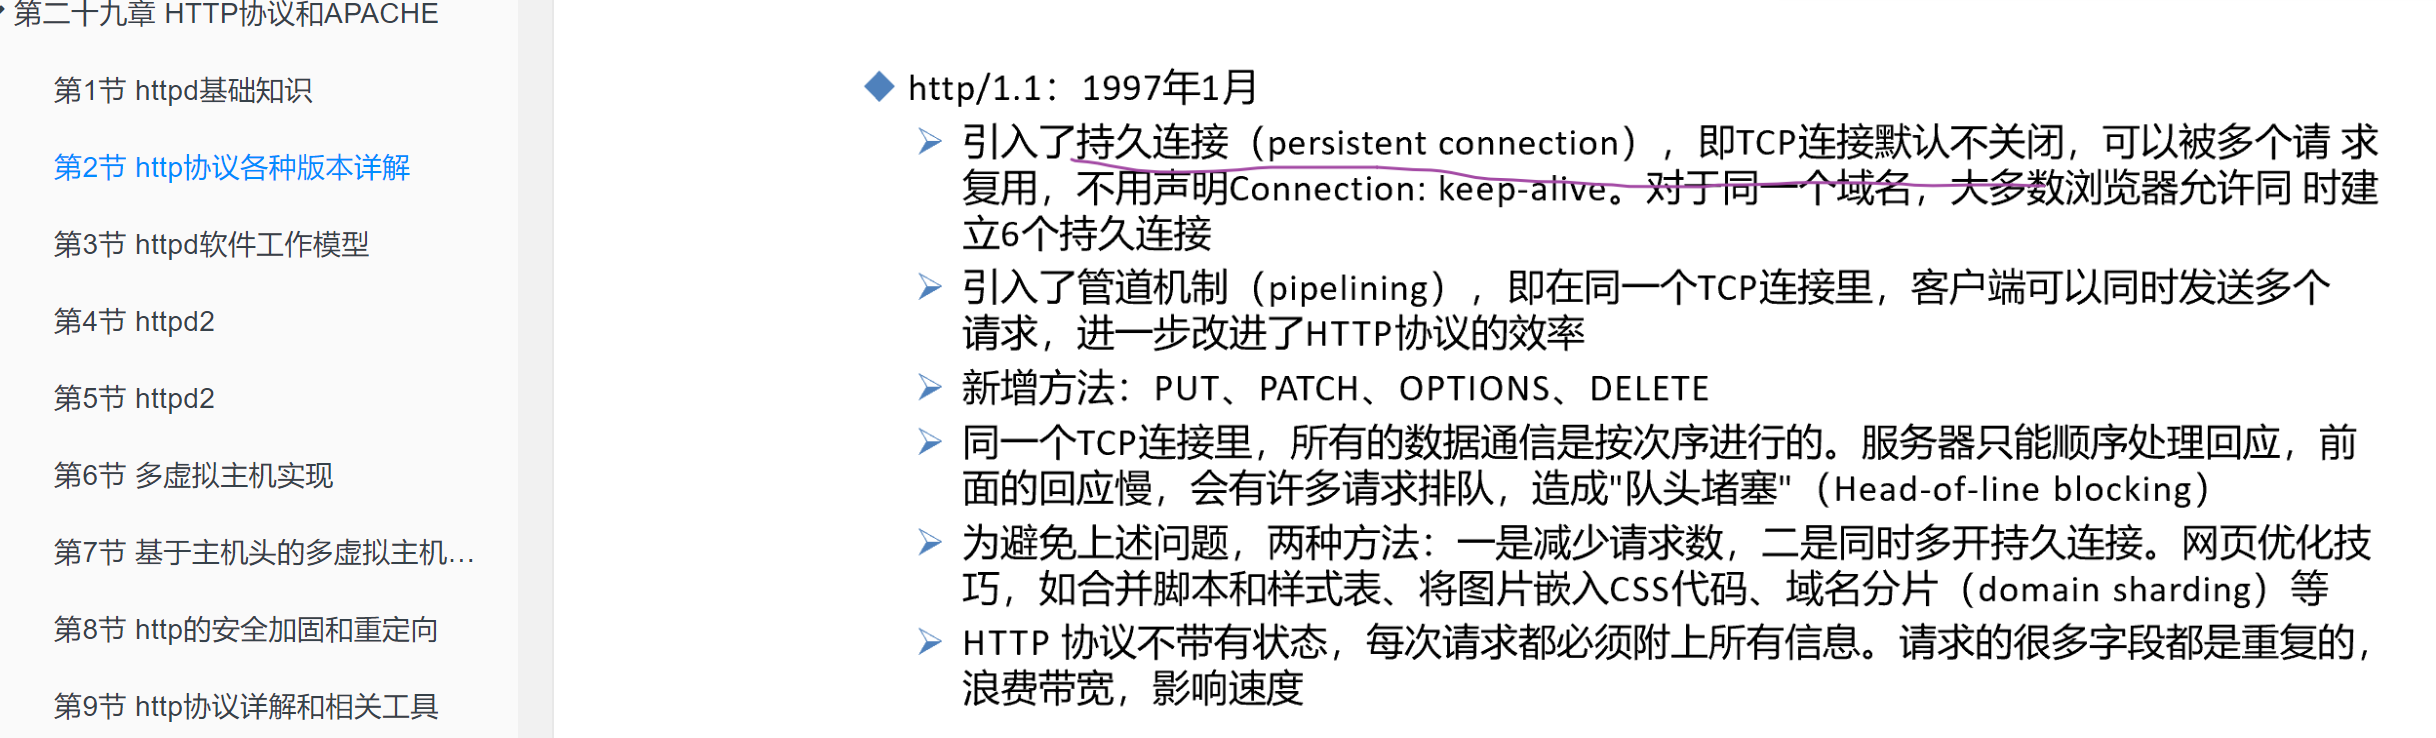 第二十九章 HTTP协议和APACHE
第1节 httpd基础知识
第2节 http协议各种版本详解
第3节 httpd软件工作模型
第4节 httpd2
第5节 httpd2
第6节 多虚拟主机实现
第7节 基于主机头的多虚拟主机...
第8节 http的安全加固和重定向
第9节 http协议详解和相关工具
http/1.1：1997年1月
引入了持久连接（persistent connection），即TCP连接默认不关闭，可以被多个请 求
复用，不用声明Connection: keep-alive。对于同一个域名，大多数浏览器允许同 时建
立6个持久连接
引入了管道机制（pipelining），即在同一个TCP连接里，客户端可以同时发送多个
请求，进一步改进了HTTP协议的效率
新增方法：PUT、PATCH、OPTIONS、DELETE
同一个TCP连接里，所有的数据通信是按次序进行的。服务器只能顺序处理回应，前
面的回应慢，会有许多请求排队，造成"队头堵塞"（Head-of-line blocking）
为避免上述问题，两种方法：一是减少请求数，二是同时多开持久连接。网页优化技
巧，如合并脚本和样式表、将图片嵌入CSS代码、域名分片（domain sharding）等
HTTP 协议不带有状态，每次请求都必须附上所有信息。请求的很多字段都是重复的，
浪费带宽，影响速度